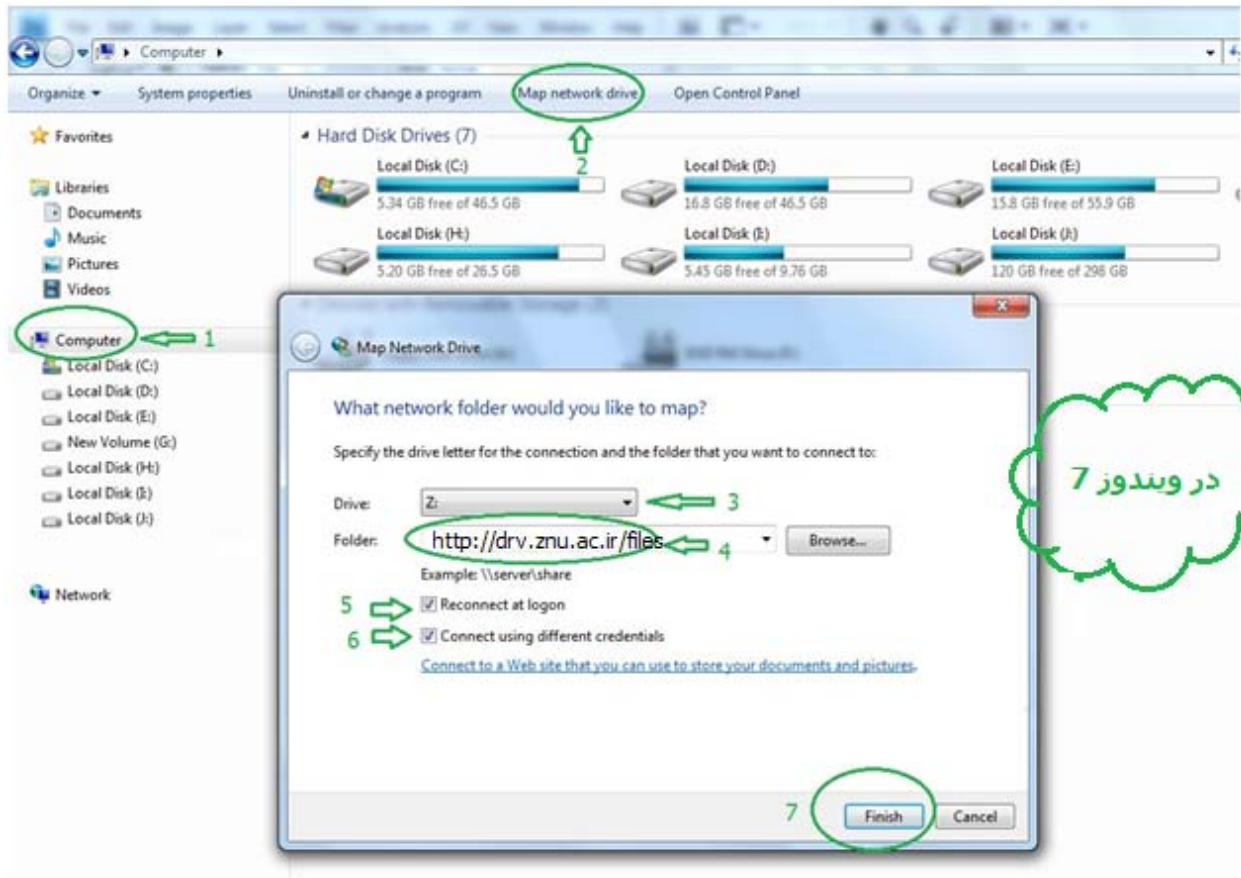 Computer
Organize System properties Uninstall or change a program Map network drive Open Control Panel
Favorites
Libraries
Documents
Music
Pictures
Videos
Computer
1
Local Disk (C:)
Local Disk (D:)
Local Disk (E:)
New Volume (G:)
Local Disk (H:)
Local Disk (I:)
Local Disk (J:)
Network
2
Hard Disk Drives (7)
Local Disk (C:)
5.34 GB free of 46.5 GB
Local Disk (D:)
16.8 GB free of 46.5 GB
Local Disk (E:)
15.8 GB free of 55.9 GB
Local Disk (H:)
5.20 GB free of 26.5 GB
Local Disk (I:)
5.45 GB free of 9.76 GB
Local Disk (J:)
120 GB free of 298 GB
Map Network Drive
What network folder would you like to map?
Specify the drive letter for the connection and the folder that you want to connect to:
Drive: Z: 3
Folder: http://drv.znu.ac.ir/files 4 Browse...
Example: \\server\share
5 Reconnect at logon
6 Connect using different credentials
Connect to a Web site that you can use to store your documents and pictures.
7 Finish Cancel
در ویندوز 7